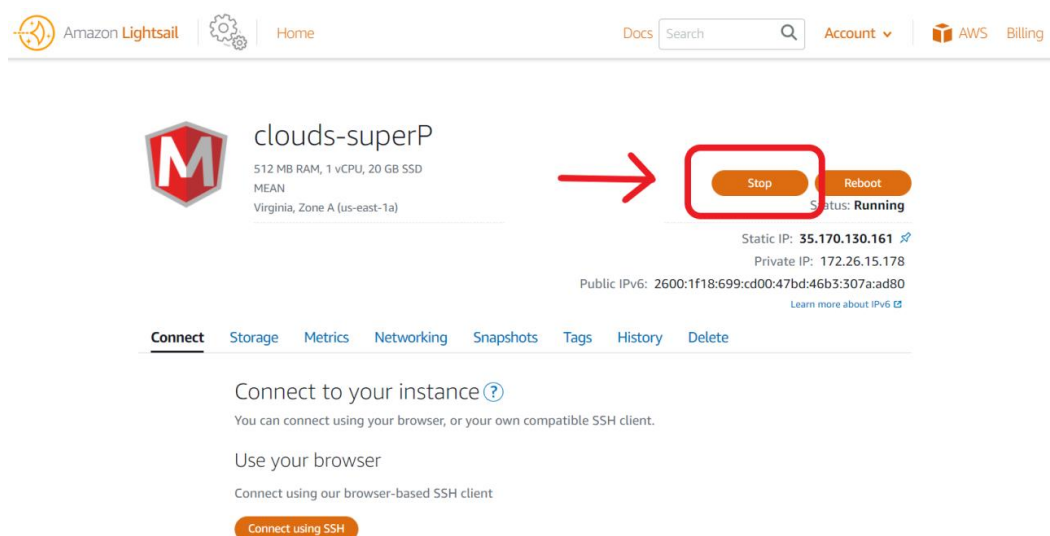 Amazon Lightsail Home Docs Search Account AWS Billing
M
clouds-superP
512 MB RAM, 1 vCPU, 20 GB SSD
MEAN
Virginia, Zone A (us-east-1a)
Stop Reboot
Status: Running
Static IP: 35.170.130.161
Private IP: 172.26.15.178
Public IPv6: 2600:1f18:699:cd00:47bd:46b3:307a:ad80
Learn more about IPv6
Connect Storage Metrics Networking Snapshots Tags History Delete
Connect to your instance ?
You can connect using your browser, or your own compatible SSH client.
Use your browser
Connect using our browser-based SSH client
Connect using SSH